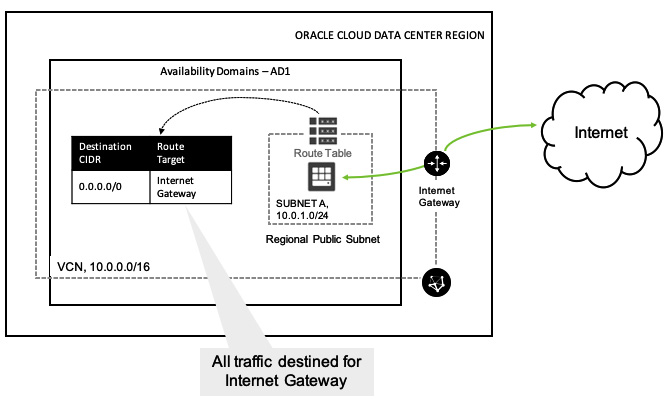 ORACLE CLOUD DATA CENTER REGION
Availability Domains – AD1
Destination
CIDR
Route
Target
0.0.0.0/0
Internet
Gateway
Route Table
SUBNET A,
10.0.1.0/24
Regional Public Subnet
VCN, 10.0.0.0/16
Internet
Gateway
Internet
All traffic destined for
Internet Gateway